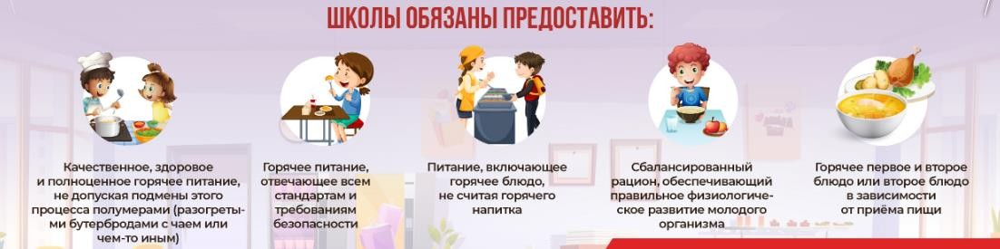 ШКОЛЫ ОБЯЗАНЫ ПРЕДОСТАВИТЬ:
Качественное, здоровое
и полноценное горячее питание,
не допуская подмены этого
процесса полумерами (разогреты-
ми бутербродами с чаем или
чем-то иным)
Горячее питание,
отвечающее всем
стандартам и
требованиям
безопасности
Питание, включающее
горячее блюдо,
не считая горячего
напитка
Сбалансированный
рацион, обеспечивающий
правильное физиологиче-
ское развитие молодого
организма
Горячее первое и второе
блюдо или второе блюдо
в зависимости
от приёма пищи